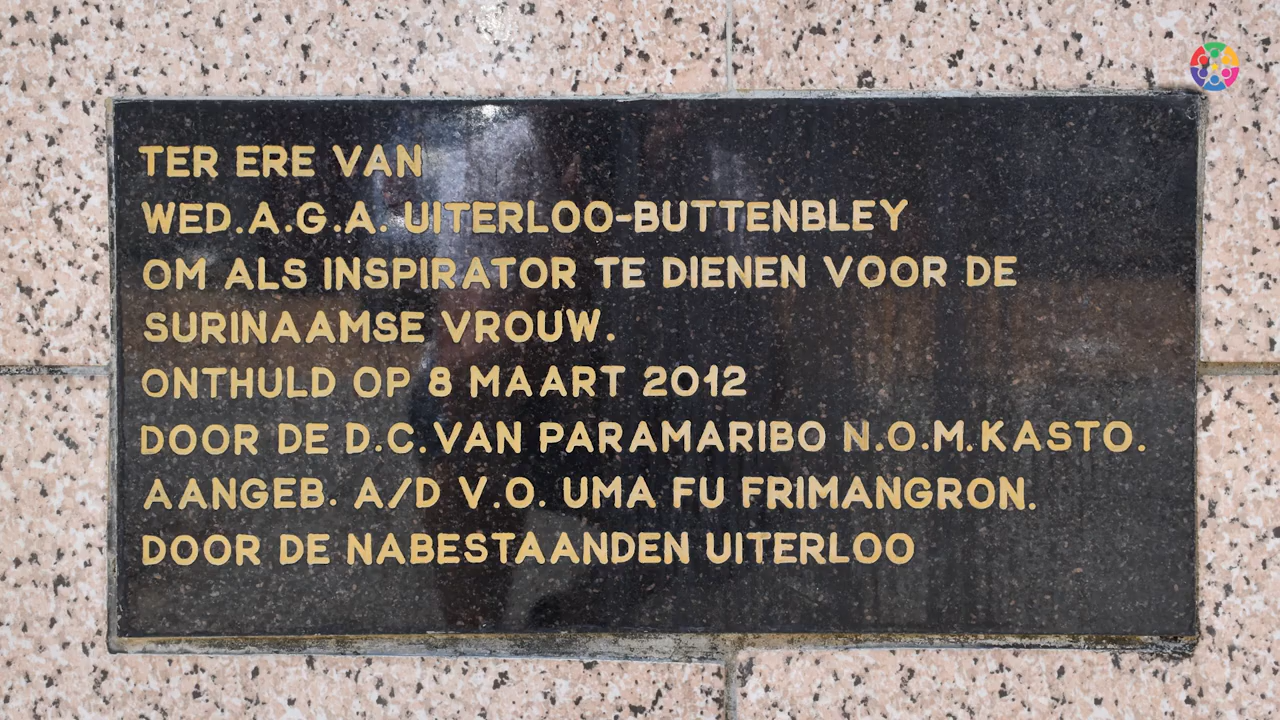 TER ERE VAN
WED.A.G.A. UITERLOO-BUTTENBLEY
OM ALS INSPIRATOR TE DIENEN VOOR DE
SURINAAMSE VROUW.
ONTHULD OP 8 MAART 2012
DOOR DE D.C.VAN PARAMARIBO N.O.M.KASTO.
AANGEB. A/D V.O. UMA FU FRIMANGRON.
DOOR DE NABESTAANDEN UITERLOO